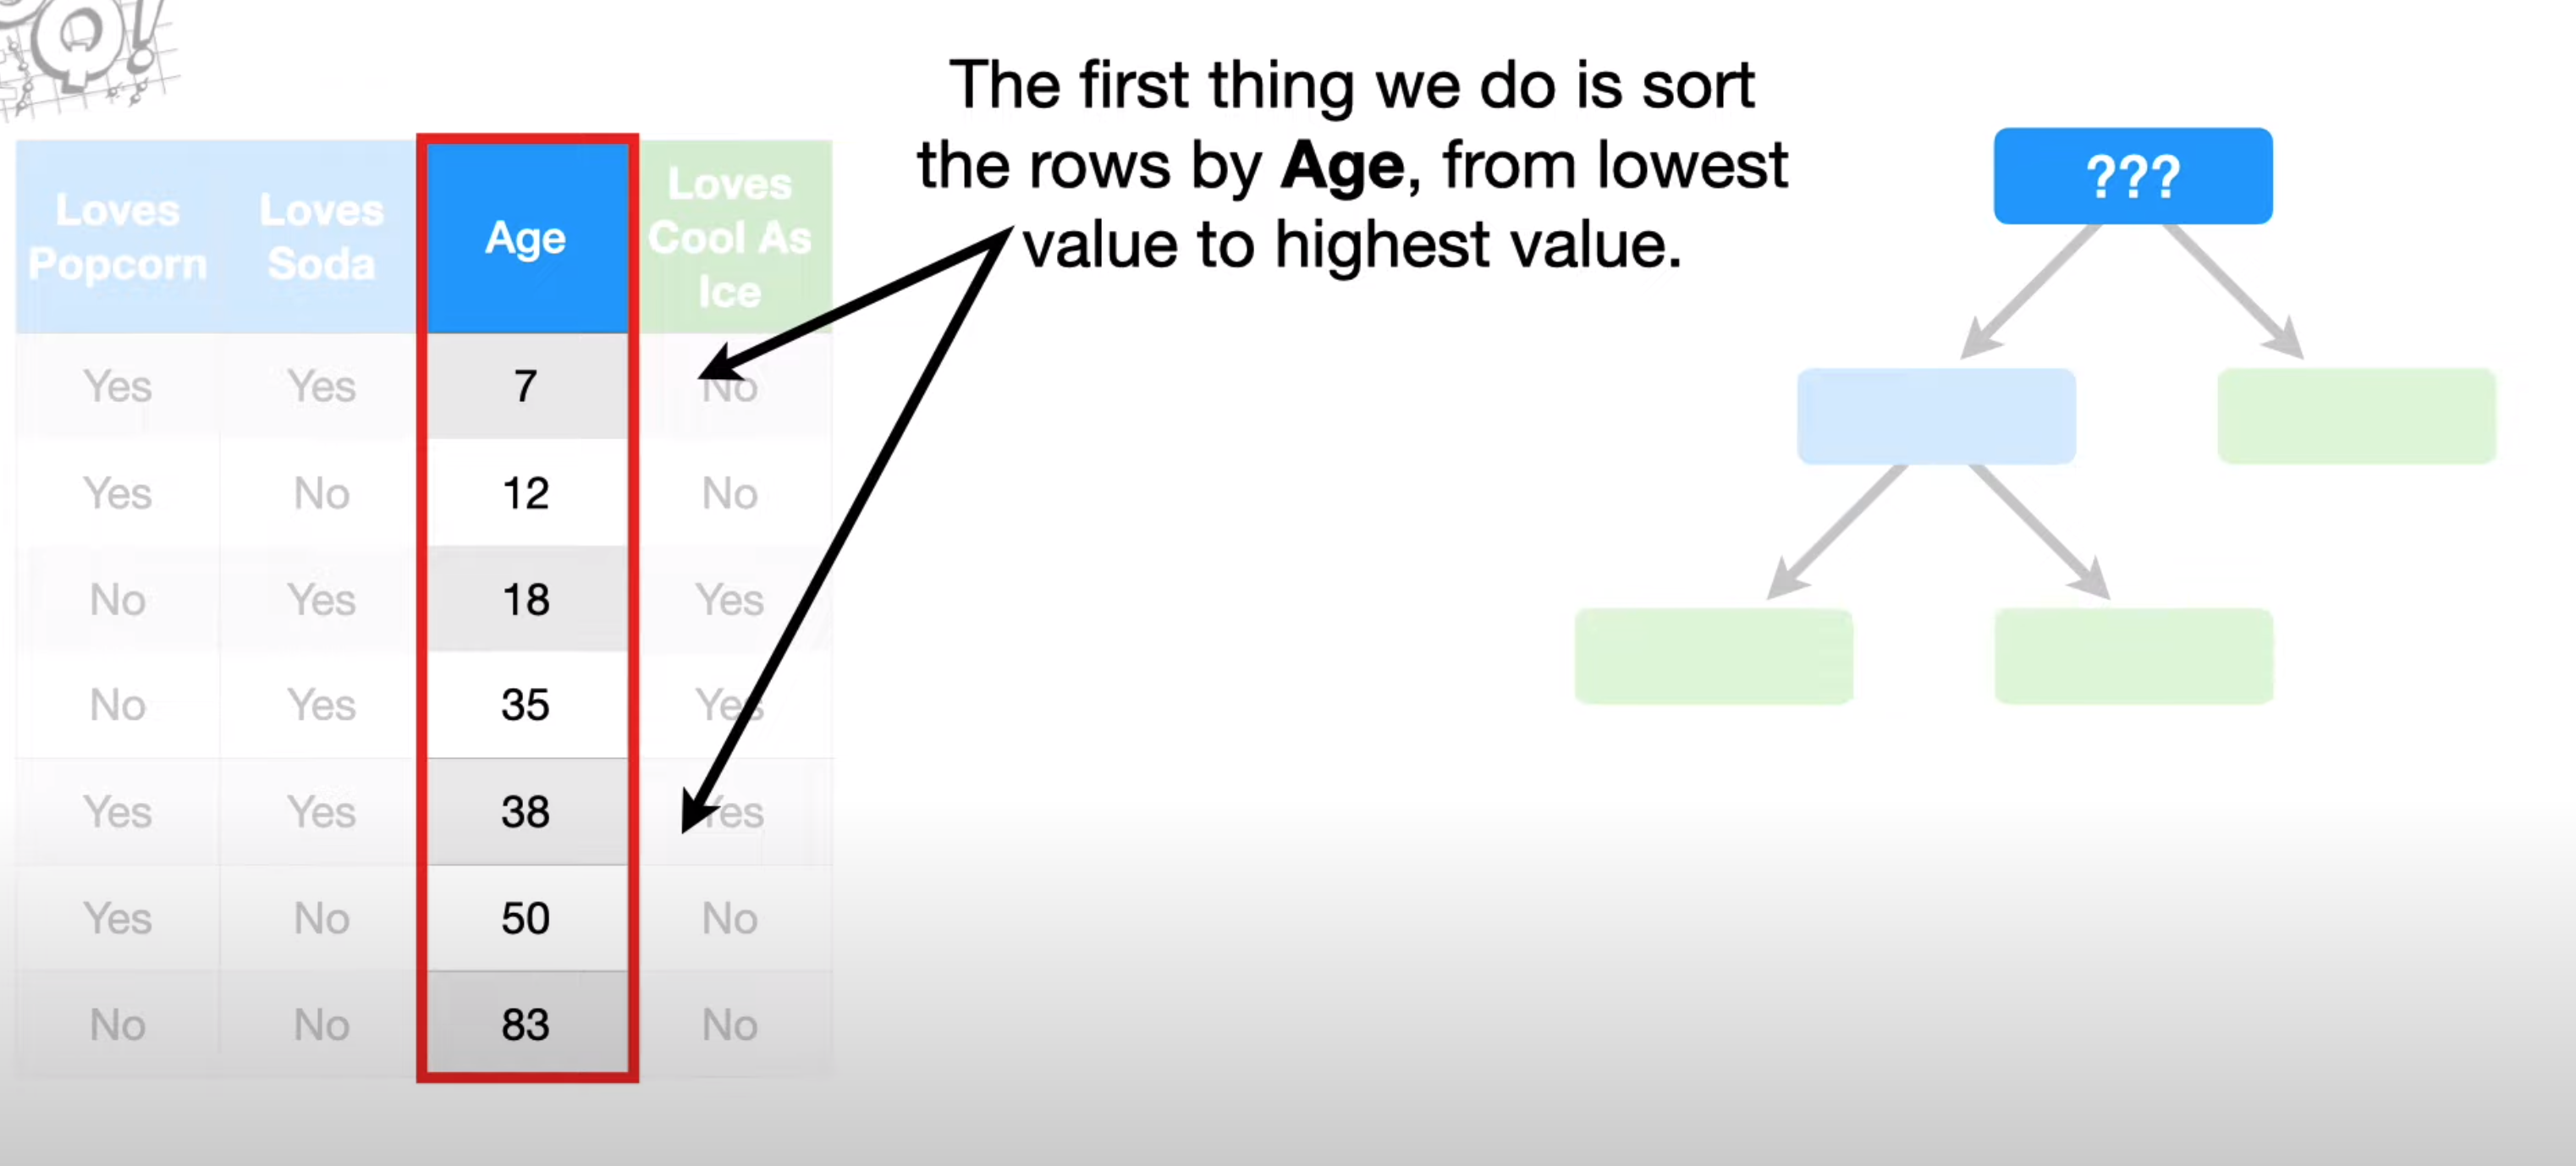 Q!
The first thing we do is sort
the rows by Age, from lowest
value to highest value.
Loves Popcorn Loves Soda Age Loves Cool As Ice
Yes Yes 7 No
Yes No 12 No
No Yes 18 Yes
No Yes 35 Yes
Yes Yes 38 Yes
Yes No 50 No
No No 83 No
???